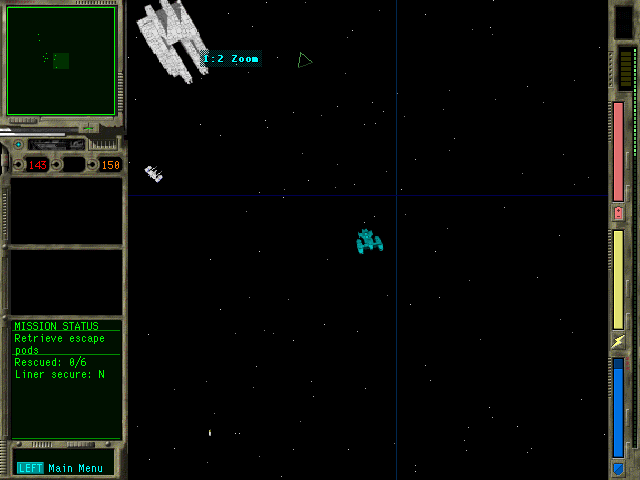 1:2 Zoom
143 150
MISSION STATUS
Retrieve escape
pods
Rescued: 0/6
Liner secure: N
LEFT Main Menu